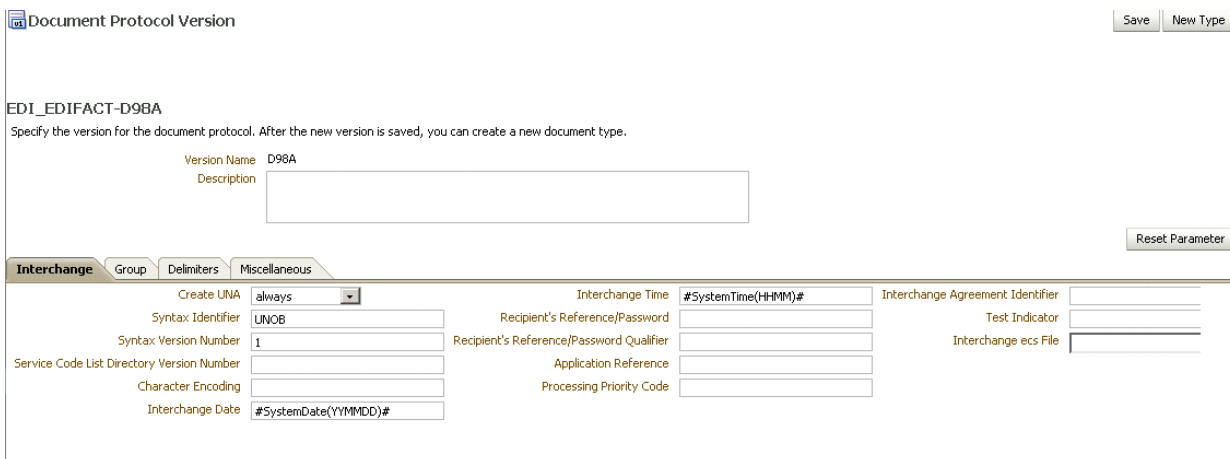 Document Protocol Version
Save New Type
EDI_EDIFACT-D98A
Specify the version for the document protocol. After the new version is saved, you can create a new document type.
Version Name D98A
Description
Reset Parameter
Interchange Group Delimiters Miscellaneous
Create UNA always Interchange Time #SystemTime(HHMM)# Interchange Agreement Identifier
Syntax Identifier UNOB Recipient's Reference/Password Test Indicator
Syntax Version Number 1 Recipient's Reference/Password Qualifier Interchange ecs File
Service Code List Directory Version Number Application Reference
Character Encoding Processing Priority Code
Interchange Date #SystemDate(YYMMDD)#